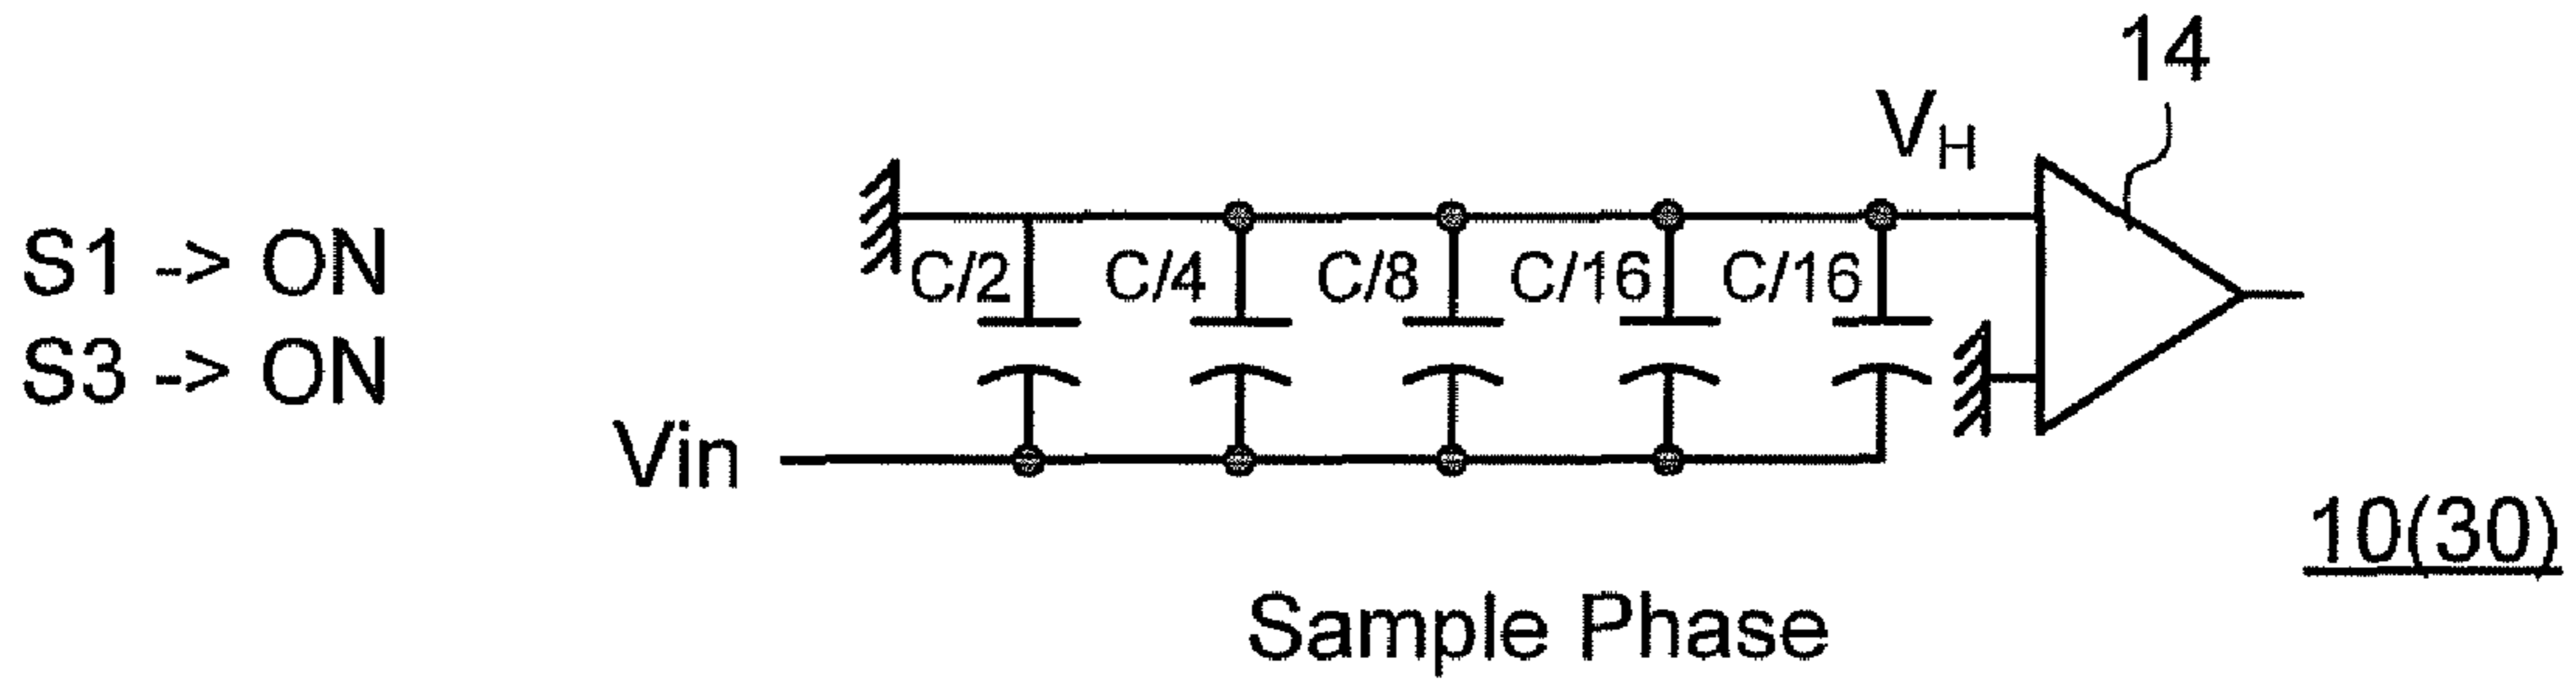 14
V_H
S1 -> ON
C/2 C/4 C/8 C/16 C/16
S3 -> ON
Vin
10(30)
Sample Phase